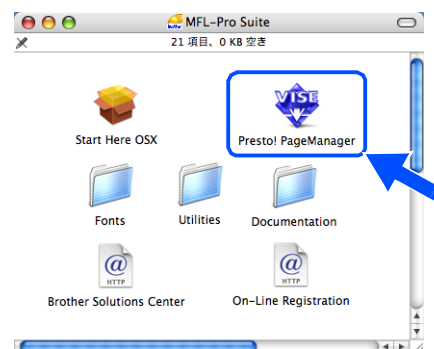 MFL-Pro Suite
21 項目、0 KB 空き
VISE
Start Here OSX
Presto! PageManager
Fonts
Utilities
Documentation
@
HTTP
@
HTTP
Brother Solutions Center
On-Line Registration